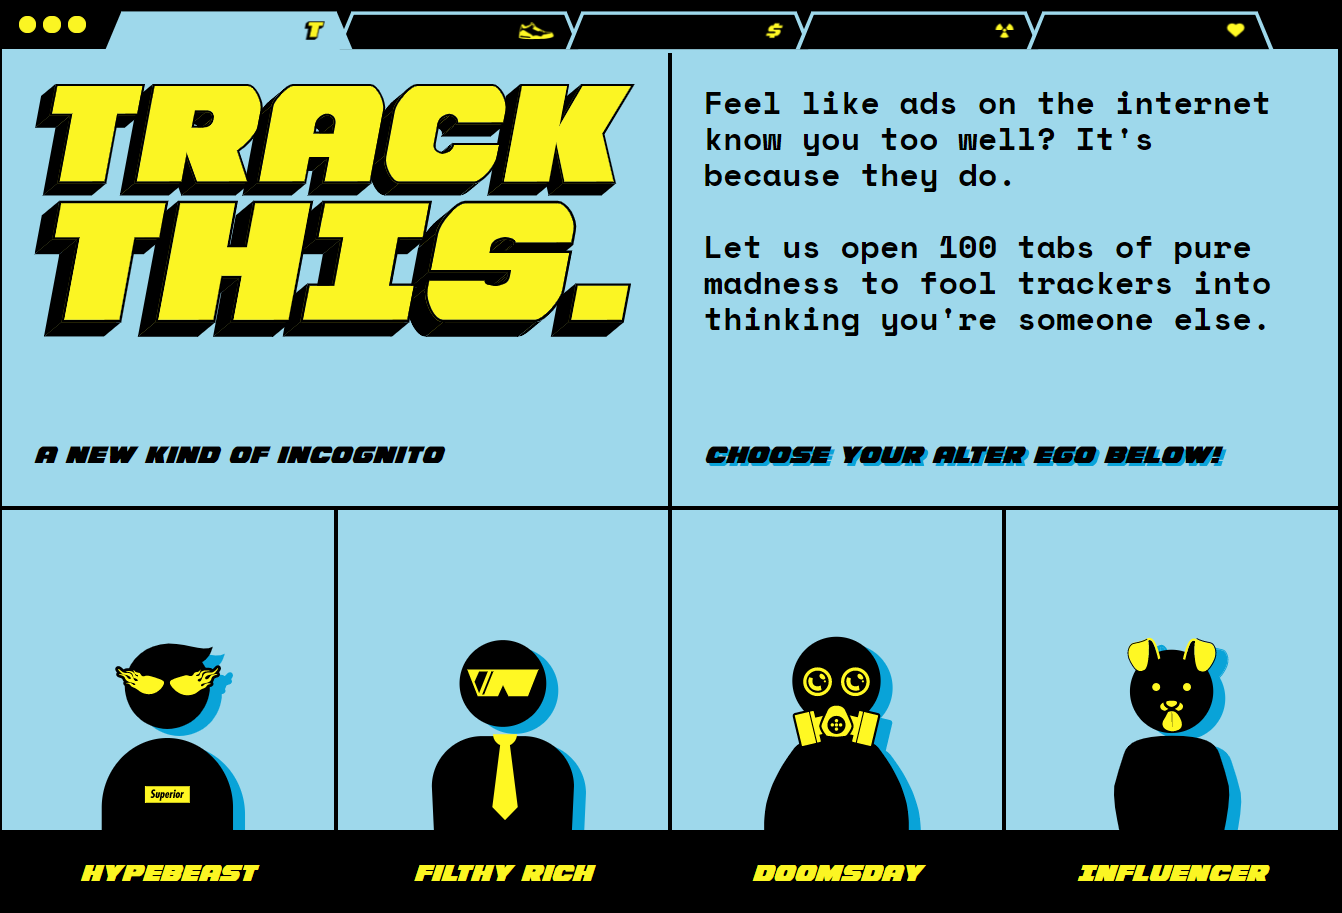 T
$
TRACK
THIS.
Feel like ads on the internet
know you too well? It's
because they do.
Let us open 100 tabs of pure
madness to fool trackers into
thinking you're someone else.
A NEW KIND OF INCOGNITO
CHOOSE YOUR ALTER EGO BELOW!
Superior
HYPEBEAST
FILTHY RICH
DOOMSDAY
INFLUENCER